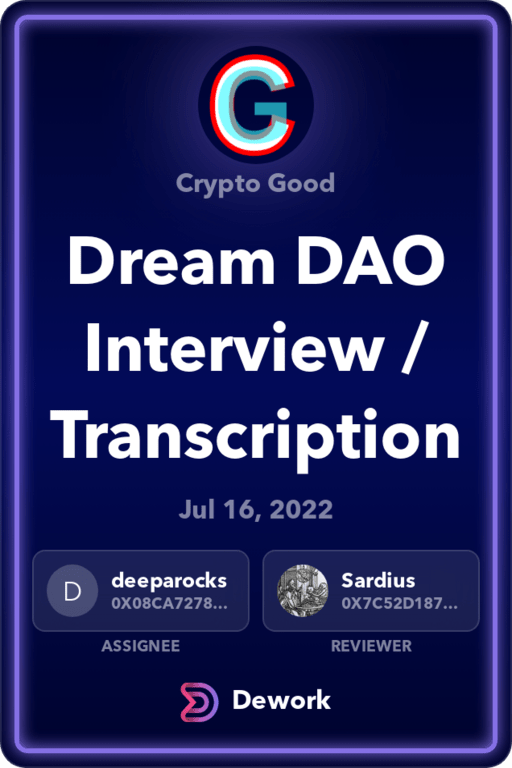 Crypto Good
Dream DAO
Interview /
Transcription
Jul 16, 2022
D
deeparocks
0X08CA7278...
Sardius
0X7C52D187...
ASSIGNEE
REVIEWER
Dework